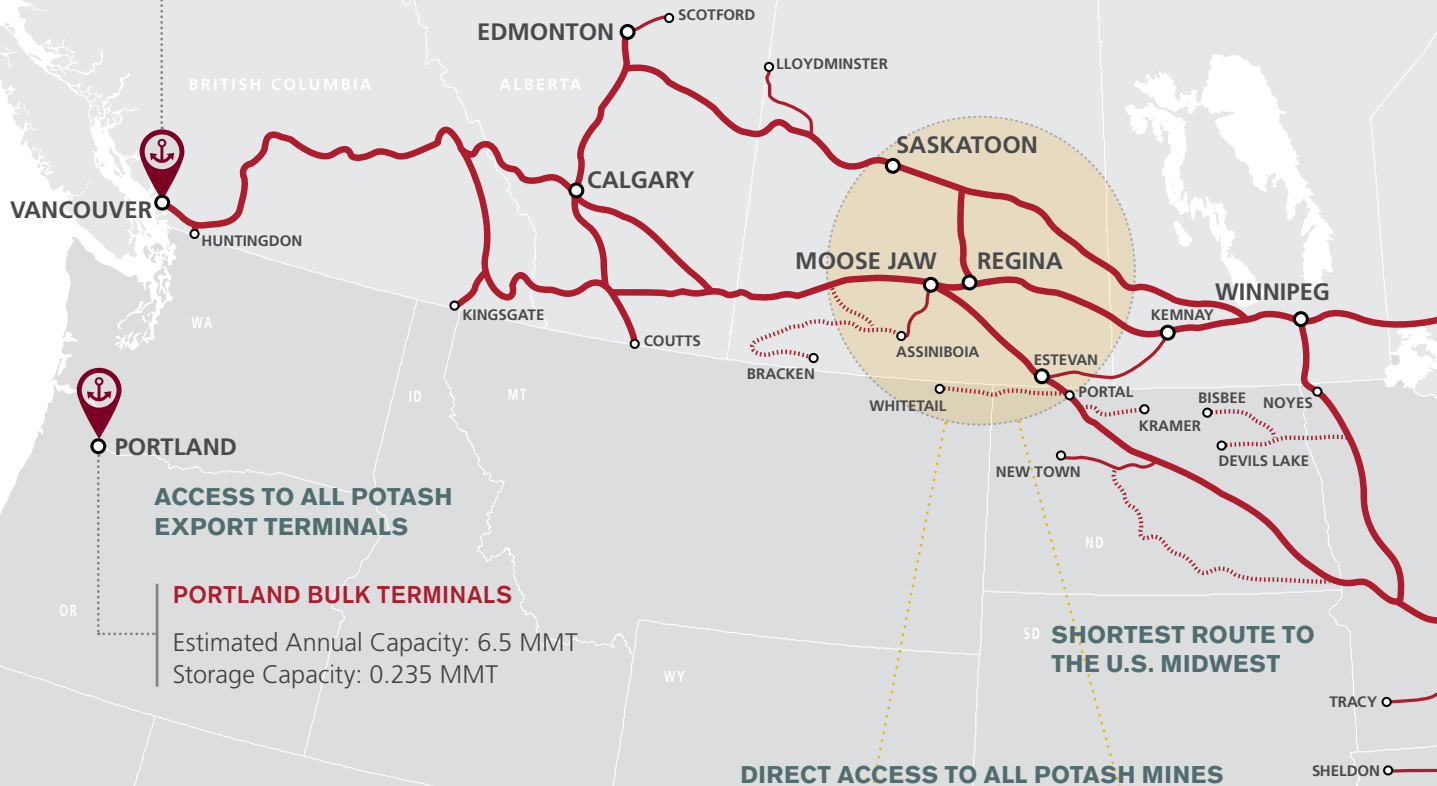 SCOTFORD
EDMONTON
LLOYDMINSTER
BRITISH COLUMBIA
ALBERTA
SASKATOON
CALGARY
VANCOUVER
HUNTINGDON
MOOSE JAW
REGINA
WINNIPEG
KINGSGATE
KEMNAY
WA
COUTTS
ASSINIBOIA
ESTEVAN
BRACKEN
ID
MT
WHITETAIL
PORTAL
BISBEE
NOYES
KRAMER
PORTLAND
DEVILS LAKE
NEW TOWN
ACCESS TO ALL POTASH
EXPORT TERMINALS
ND
PORTLAND BULK TERMINALS
OR
Estimated Annual Capacity: 6.5 MMT
Storage Capacity: 0.235 MMT
SD
SHORTEST ROUTE TO
THE U.S. MIDWEST
WY
TRACY
DIRECT ACCESS TO ALL POTASH MINES
SHELDON